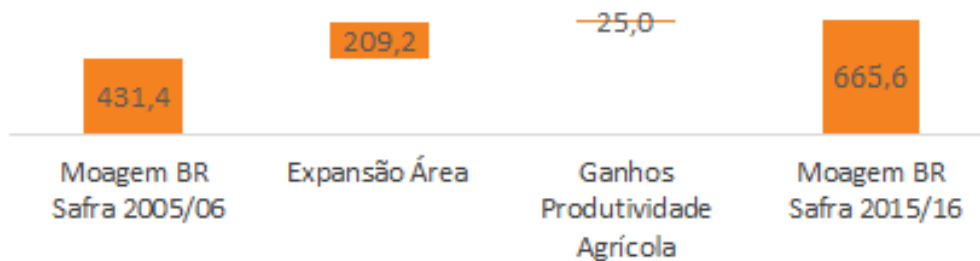 431,4
209,2
25,0
665,6
Moagem BR
Safra 2005/06
Expansão Área
Ganhos
Produtividade
Agrícola
Moagem BR
Safra 2015/16